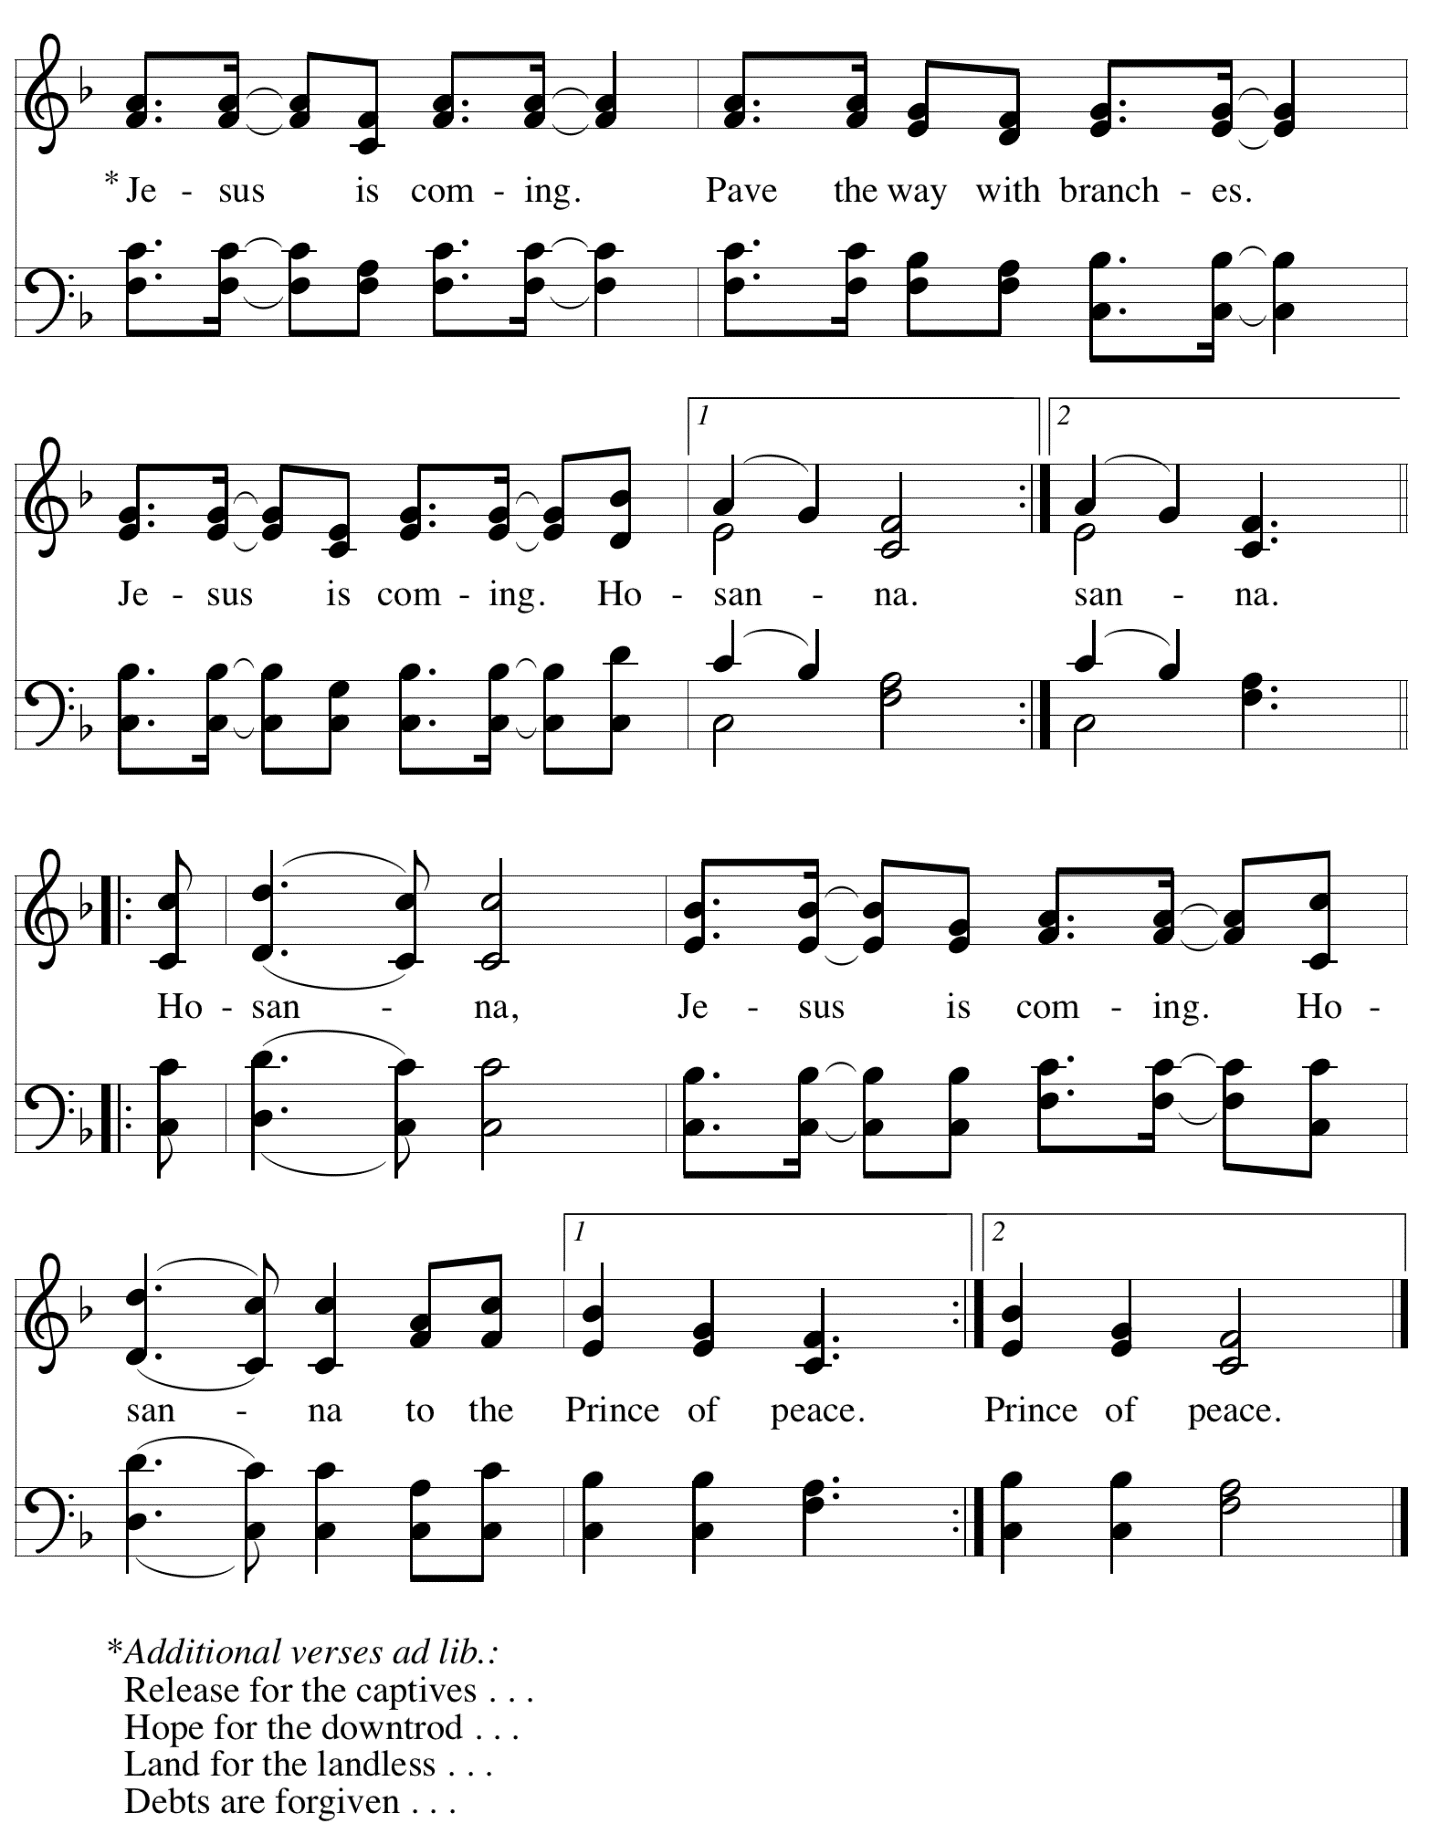 *Je - sus is com - ing. Pave the way with branch - es.
1 2
Je - sus is com - ing. Ho - san - na. san - na.
Ho - san - na, Je - sus is com - ing. Ho -
1 2
san - na to the Prince of peace. Prince of peace.
*Additional verses ad lib.:
Release for the captives . . .
Hope for the downtrod . . .
Land for the landless . . .
Debts are forgiven . . .